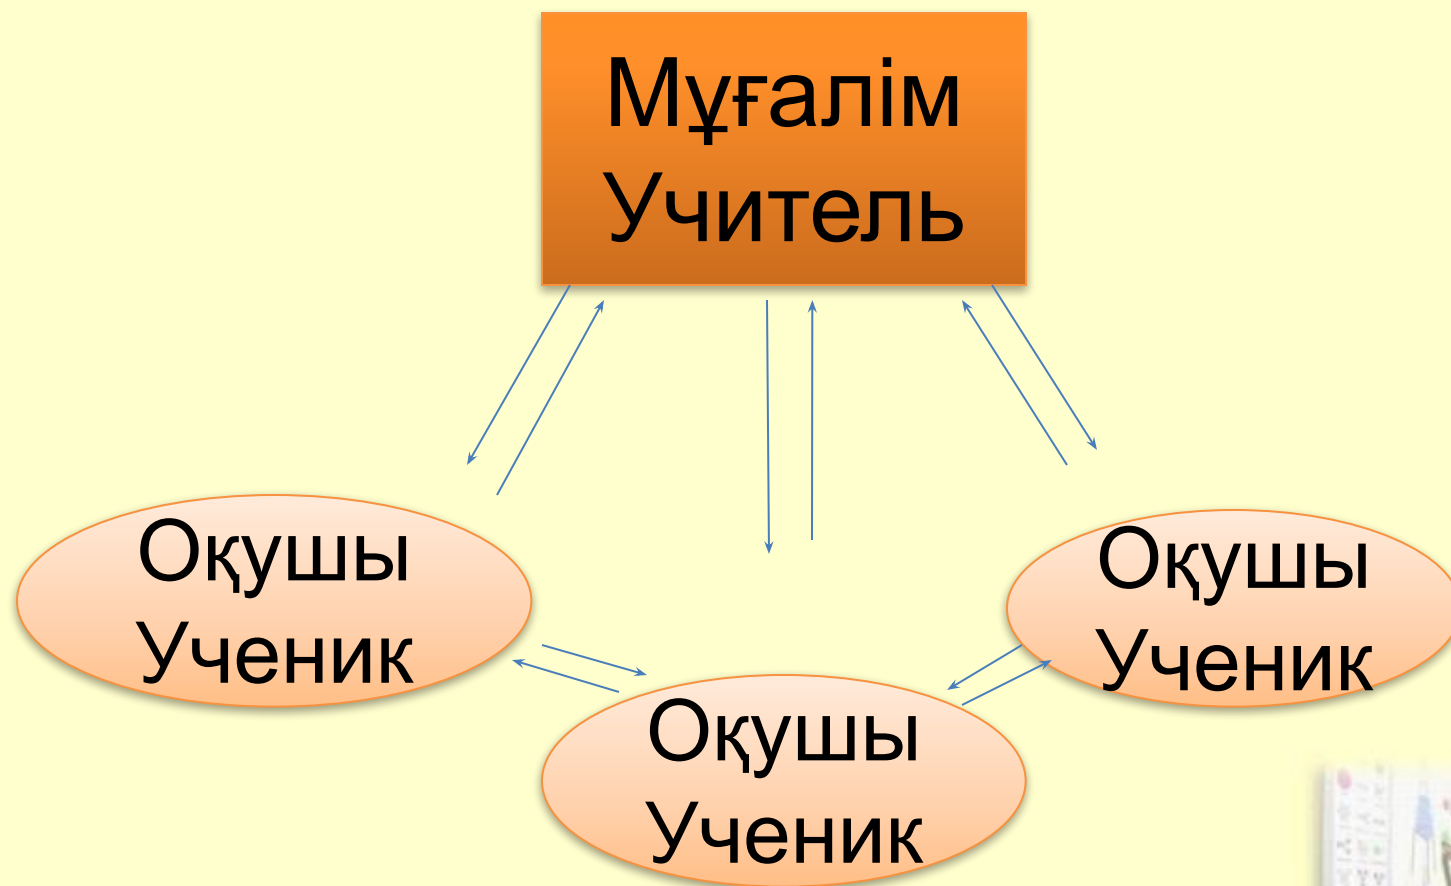 Мұғалім
Учитель
Оқушы
Ученик
Оқушы
Ученик
Оқушы
Ученик